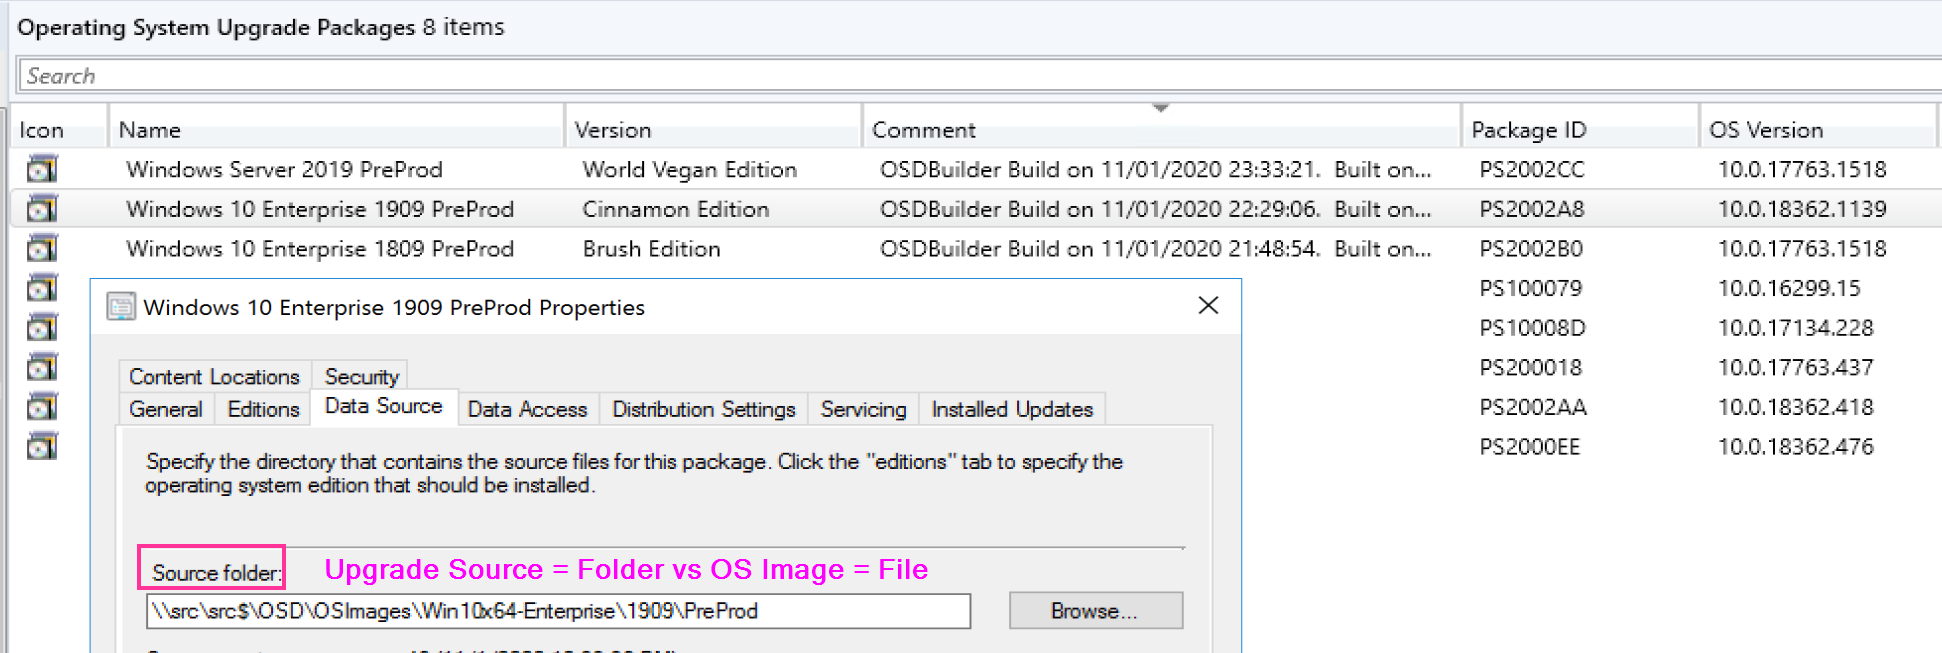 Operating System Upgrade Packages 8 items
Search
Icon Name Version Comment Package ID OS Version
Windows Server 2019 PreProd World Vegan Edition OSDBuilder Build on 11/01/2020 23:33:21. Built on... PS2002CC 10.0.17763.1518
Windows 10 Enterprise 1909 PreProd Cinnamon Edition OSDBuilder Build on 11/01/2020 22:29:06. Built on... PS2002A8 10.0.18362.1139
Windows 10 Enterprise 1809 PreProd Brush Edition OSDBuilder Build on 11/01/2020 21:48:54. Built on... PS2002B0 10.0.17763.1518
PS100079 10.0.16299.15
PS10008D 10.0.17134.228
PS200018 10.0.17763.437
PS2002AA 10.0.18362.418
PS2000EE 10.0.18362.476
Windows 10 Enterprise 1909 PreProd Properties
Content Locations Security
General Editions Data Source Data Access Distribution Settings Servicing Installed Updates
Specify the directory that contains the source files for this package. Click the "editions" tab to specify the
operating system edition that should be installed.
Source folder: Upgrade Source = Folder vs OS Image = File
\\src\src$\OSD\OSImages\Win10x64-Enterprise\1909\PreProd Browse...